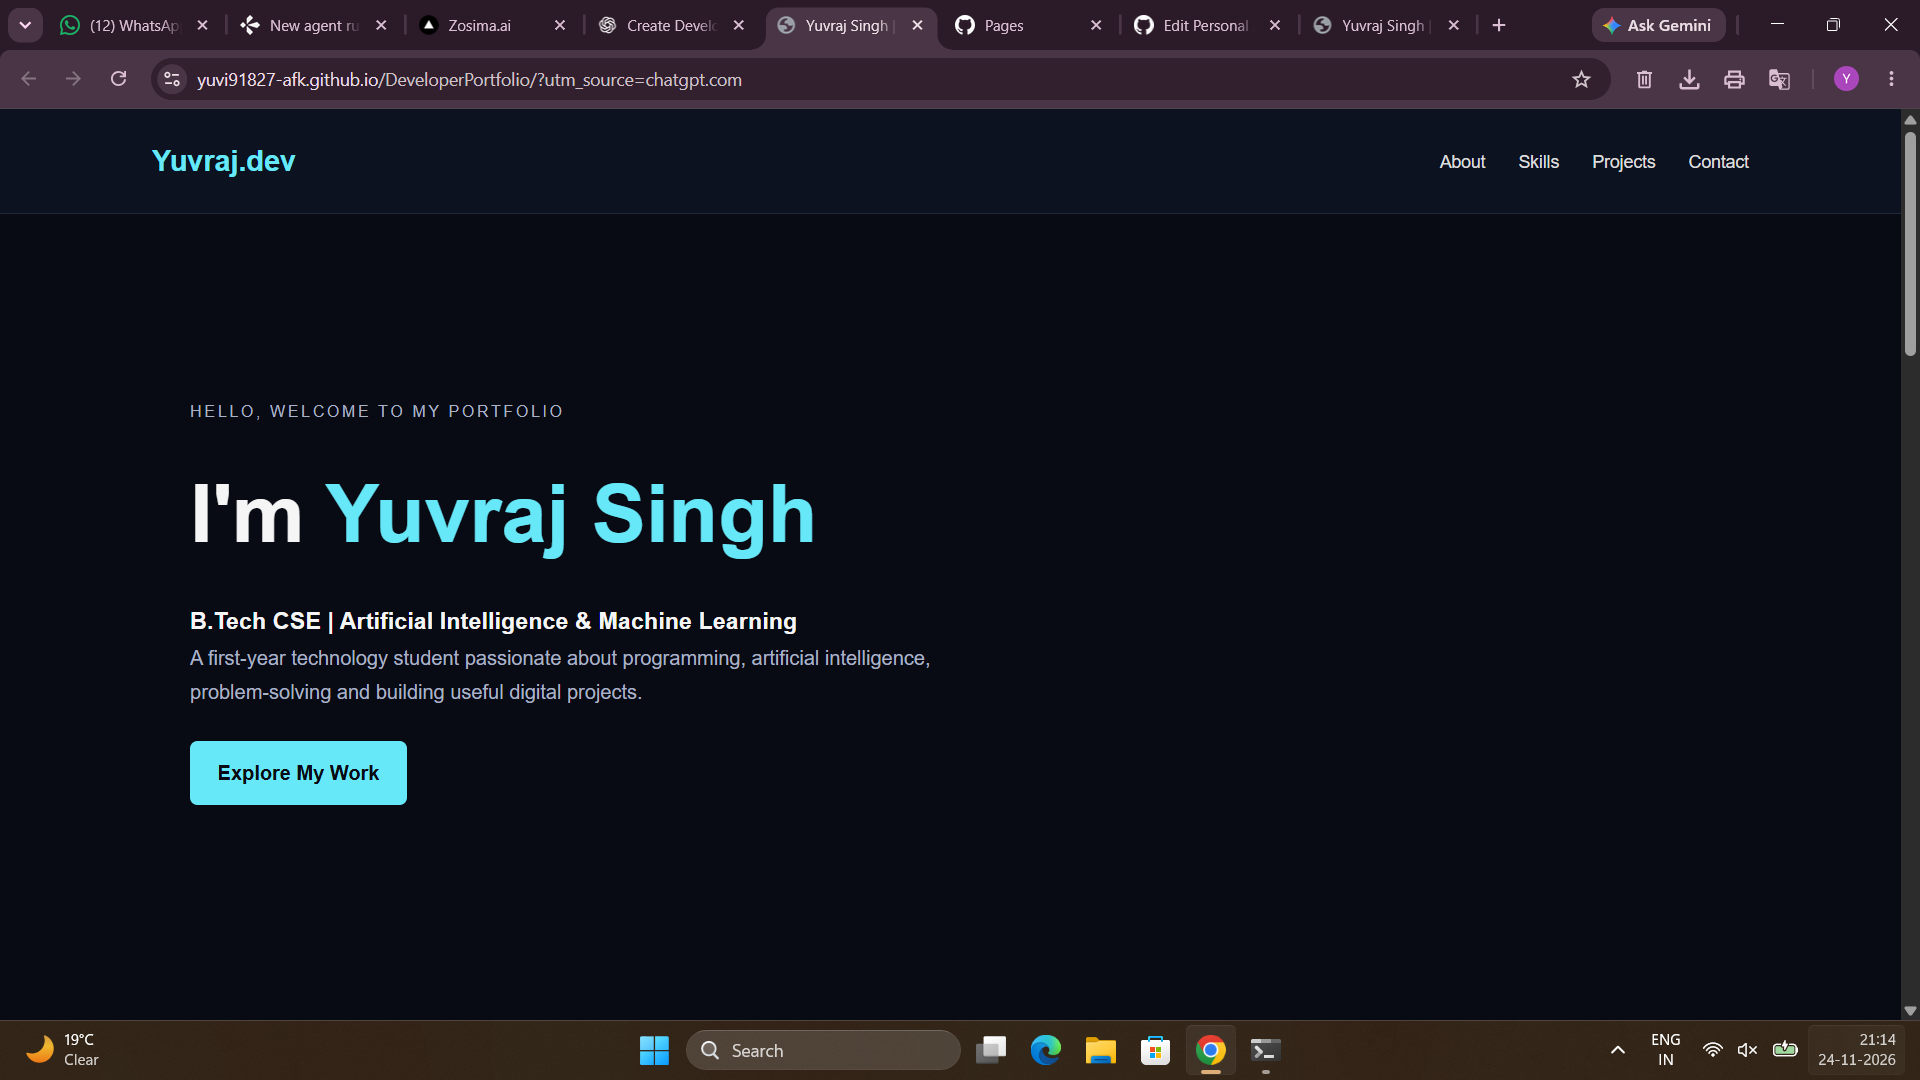 (12) WhatsAp
New agent ru
Zosima.ai
Create Develo
Yuvraj Singh |
Pages
Edit Personal
Yuvraj Singh |
Ask Gemini
yuvi91827-afk.github.io/DeveloperPortfolio/?utm_source=chatgpt.com
Y
Yuvraj.dev
About Skills Projects Contact
HELLO, WELCOME TO MY PORTFOLIO
I'm Yuvraj Singh
B.Tech CSE | Artificial Intelligence & Machine Learning
A first-year technology student passionate about programming, artificial intelligence,
problem-solving and building useful digital projects.
Explore My Work
19°C
Clear
Search
ENG
IN
21:14
24-11-2026